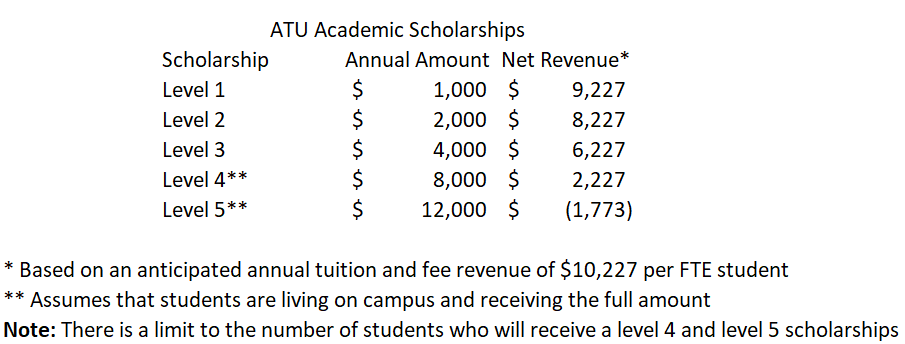 ATU Academic Scholarships
Scholarship Annual Amount Net Revenue*
Level 1 $ 1,000 $ 9,227
Level 2 $ 2,000 $ 8,227
Level 3 $ 4,000 $ 6,227
Level 4** $ 8,000 $ 2,227
Level 5** $ 12,000 $ (1,773)
* Based on an anticipated annual tuition and fee revenue of $10,227 per FTE student
** Assumes that students are living on campus and receiving the full amount
Note: There is a limit to the number of students who will receive a level 4 and level 5 scholarships